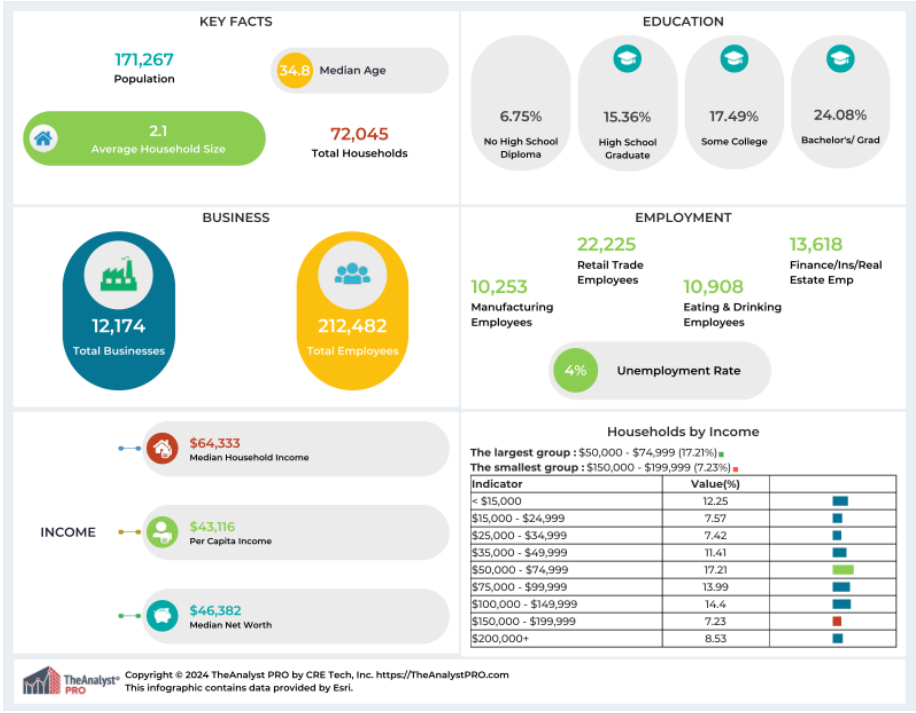 KEY FACTS
171,267
Population
34.8 Median Age
2.1
Average Household Size
72,045
Total Households
EDUCATION
6.75%
No High School
Diploma
15.36%
High School
Graduate
17.49%
Some College
24.08%
Bachelor's/ Grad
BUSINESS
12,174
Total Businesses
212,482
Total Employees
EMPLOYMENT
10,253
Manufacturing
Employees
22,225
Retail Trade
Employees
10,908
Eating & Drinking
Employees
13,618
Finance/Ins/Real
Estate Emp
4% Unemployment Rate
INCOME
$64,333
Median Household Income
$43,116
Per Capita Income
$46,382
Median Net Worth
Households by Income
The largest group : $50,000 - $74,999 (17.21%)
The smallest group : $150,000 - $199,999 (7.23%)
Indicator Value(%)
< $15,000 12.25
$15,000 - $24,999 7.57
$25,000 - $34,999 7.42
$35,000 - $49,999 11.41
$50,000 - $74,999 17.21
$75,000 - $99,999 13.99
$100,000 - $149,999 14.4
$150,000 - $199,999 7.23
$200,000+ 8.53
TheAnalyst®
PRO
Copyright © 2024 TheAnalyst PRO by CRE Tech, Inc. https://TheAnalystPRO.com
This infographic contains data provided by Esri.